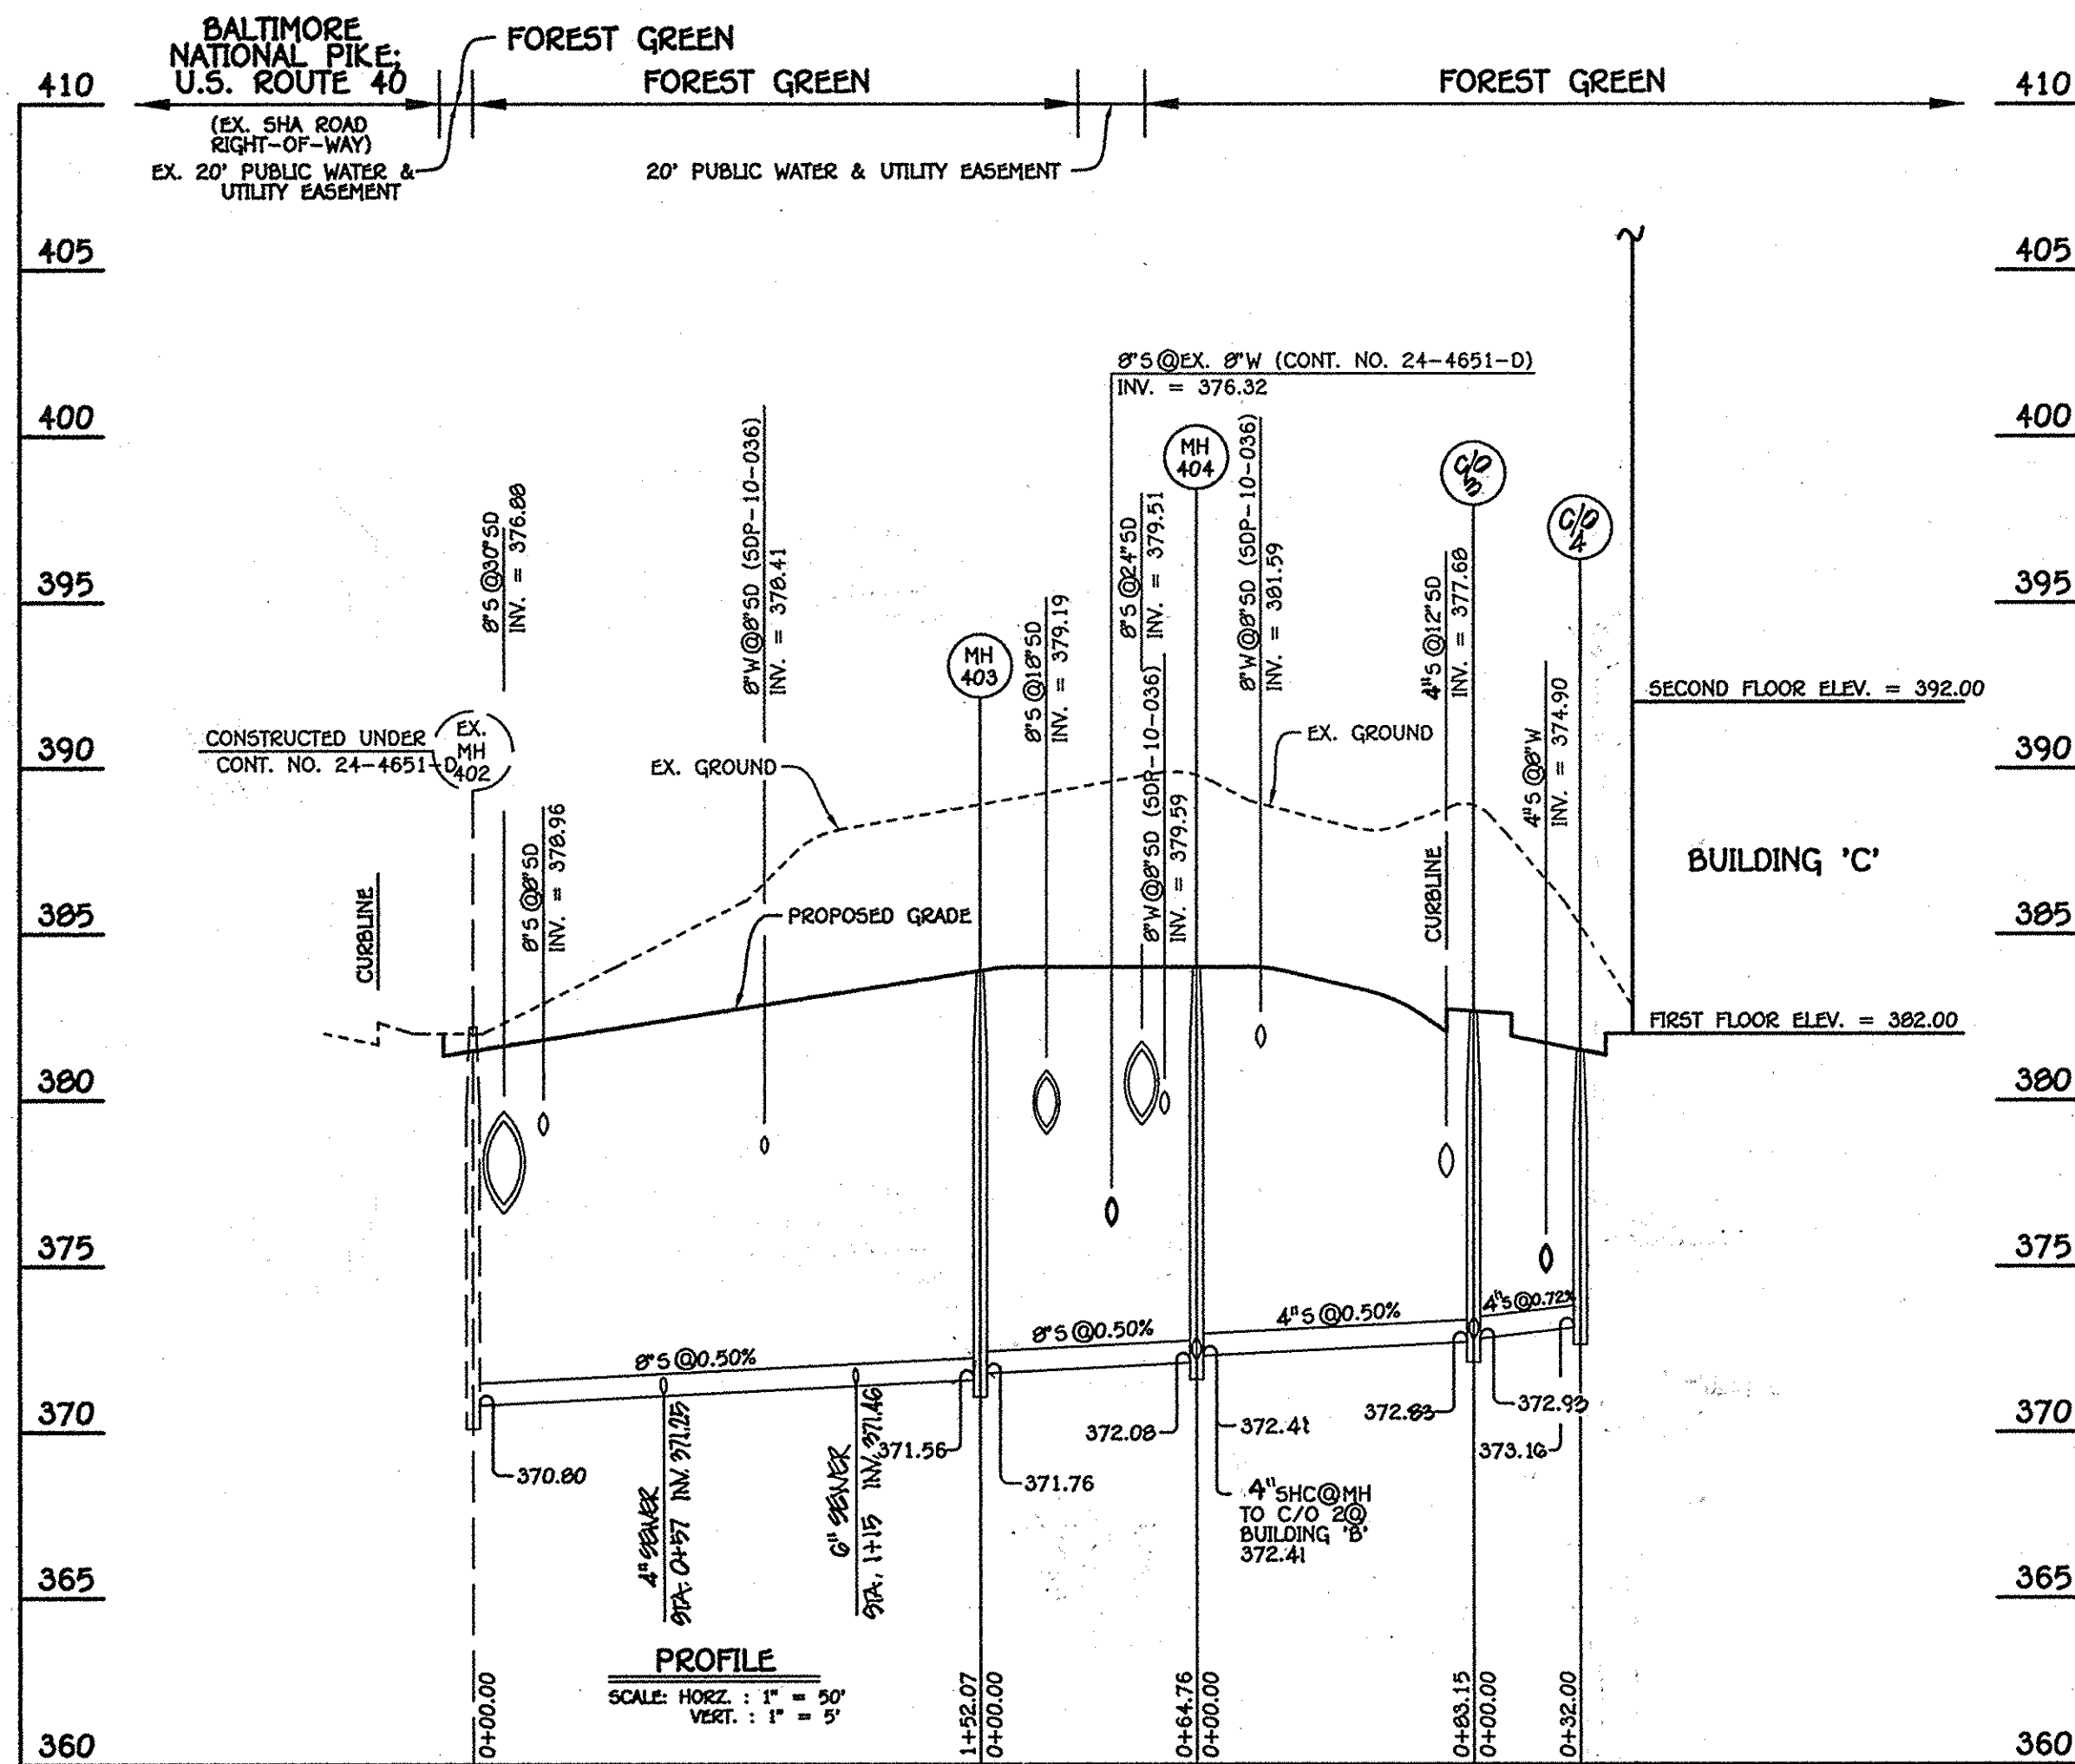 BALTIMORE
NATIONAL PIKE;
U.S. ROUTE 40
FOREST GREEN
FOREST GREEN
FOREST GREEN
410
410
(EX. SHA ROAD
RIGHT-OF-WAY)
EX. 20' PUBLIC WATER &
UTILITY EASEMENT
20' PUBLIC WATER & UTILITY EASEMENT
405
405
8"S@EX. 8"W (CONT. NO. 24-4651-D)
INV. = 376.32
400
400
MH
404
C/O
3
C/O
4
8"S@30"SD
INV. = 376.88
8"W@8"SD (SDP-10-036)
INV. = 378.41
8"S@24"SD
INV. = 379.51
8"W@8"SD (SDP-10-036)
INV. = 381.59
4"S@12"SD
INV. = 377.68
395
395
MH
403
8"S@18"SD
INV. = 379.19
8"W@8"SD (SDP-10-036)
INV. = 379.59
4"S@8"W
INV. = 374.90
SECOND FLOOR ELEV. = 392.00
CONSTRUCTED UNDER
CONT. NO. 24-4651-D
EX.
MH
402
390
390
EX. GROUND
EX. GROUND
8"S@8"SD
INV. = 378.96
BUILDING 'C'
CURBLINE
CURBLINE
385
385
PROPOSED GRADE
FIRST FLOOR ELEV. = 382.00
380
380
375
375
8"S@0.50%
8"S@0.50%
4"S@0.50%
4"S@0.72%
370
370
370.80
371.56
371.76
372.08
372.41
372.83
372.93
373.16
4" SEWER
STA. 0+57 INV. 371.25
6" SEWER
STA. 1+15 INV. 371.46
4"SHC@MH
TO C/O 2@
BUILDING 'B'
372.41
365
365
PROFILE
SCALE: HORZ. : 1" = 50'
VERT. : 1" = 5'
0+00.00
1+52.07
0+00.00
0+64.76
0+00.00
0+83.15
0+00.00
0+32.00
360
360